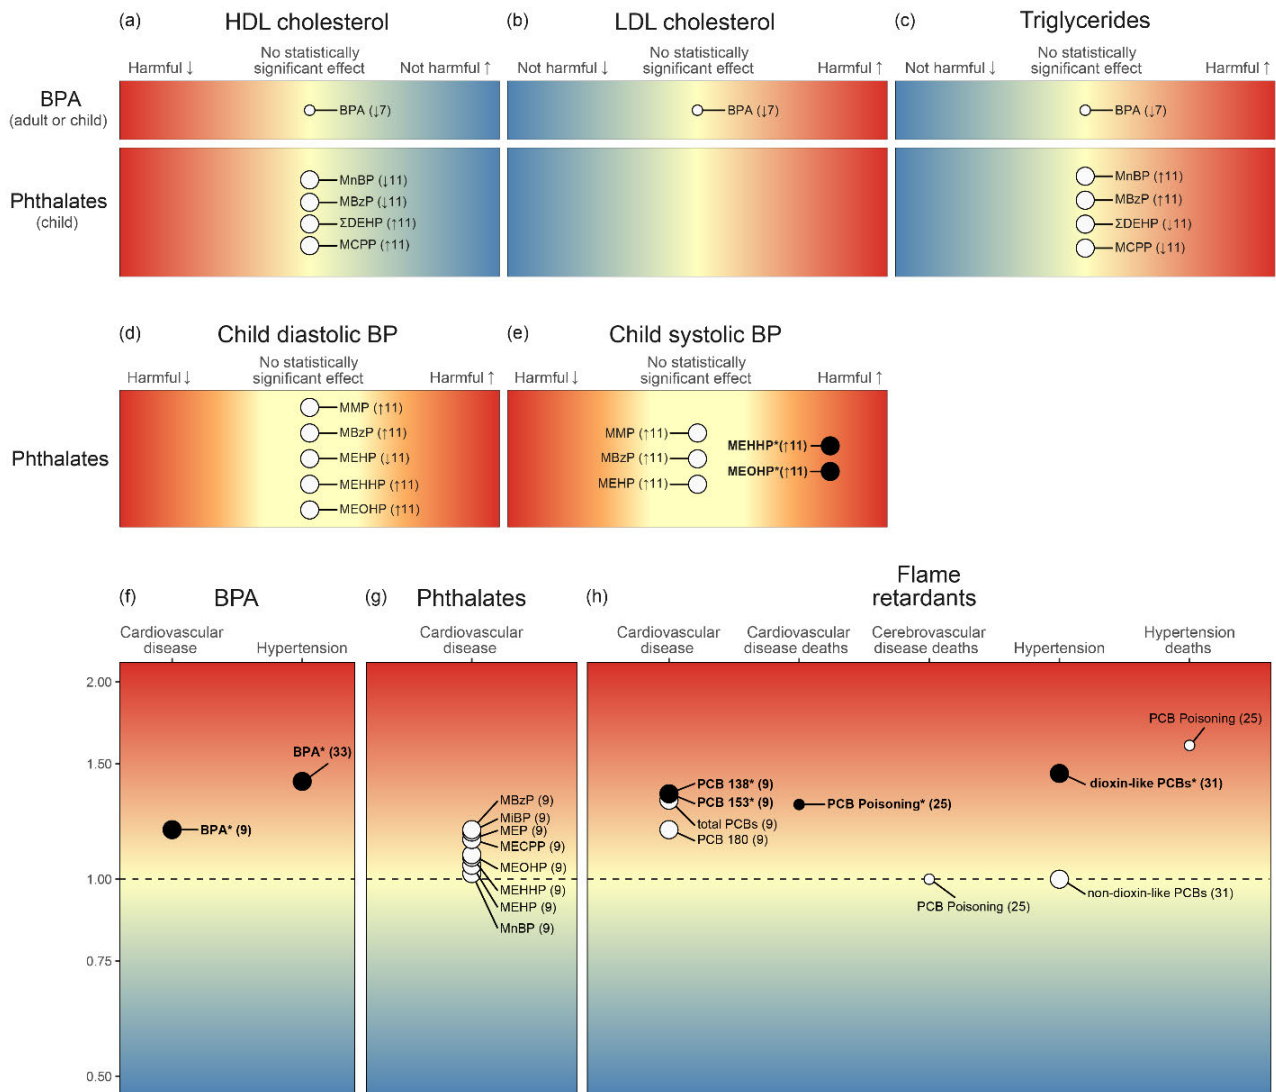 (a) HDL cholesterol
(b) LDL cholesterol
(c) Triglycerides
Harmful ↓
No statistically
significant effect
Not harmful ↑
Not harmful ↓
No statistically
significant effect
Harmful ↑
Not harmful ↓
No statistically
significant effect
Harmful ↑
BPA
(adult or child)
BPA (↓7)
BPA (↓7)
BPA (↓7)
Phthalates
(child)
MnBP (↓11)
MBzP (↓11)
ΣDEHP (↑11)
MCPP (↑11)
MnBP (↑11)
MBzP (↑11)
ΣDEHP (↓11)
MCPP (↓11)
(d) Child diastolic BP
(e) Child systolic BP
Harmful ↓
No statistically
significant effect
Harmful ↑
Harmful ↓
No statistically
significant effect
Harmful ↑
Phthalates
MMP (↑11)
MBzP (↑11)
MEHP (↓11)
MEHHP (↑11)
MEOHP (↑11)
MMP (↑11)
MBzP (↑11)
MEHP (↑11)
MEHHP*(↑11)
MEOHP*(↑11)
(f) BPA
Cardiovascular
disease
Hypertension
2.00
1.50
1.00
0.75
0.50
BPA* (33)
BPA* (9)
(g) Phthalates
Cardiovascular
disease
MBzP (9)
MiBP (9)
MEP (9)
MECPP (9)
MEOHP (9)
MEHHP (9)
MEHP (9)
MnBP (9)
(h) Flame
retardants
Cardiovascular
disease
Cardiovascular
disease deaths
Cerebrovascular
disease deaths
Hypertension
Hypertension
deaths
PCB Poisoning (25)
PCB 138* (9)
PCB 153* (9)
total PCBs (9)
PCB 180 (9)
PCB Poisoning* (25)
dioxin-like PCBs* (31)
PCB Poisoning (25)
non-dioxin-like PCBs (31)